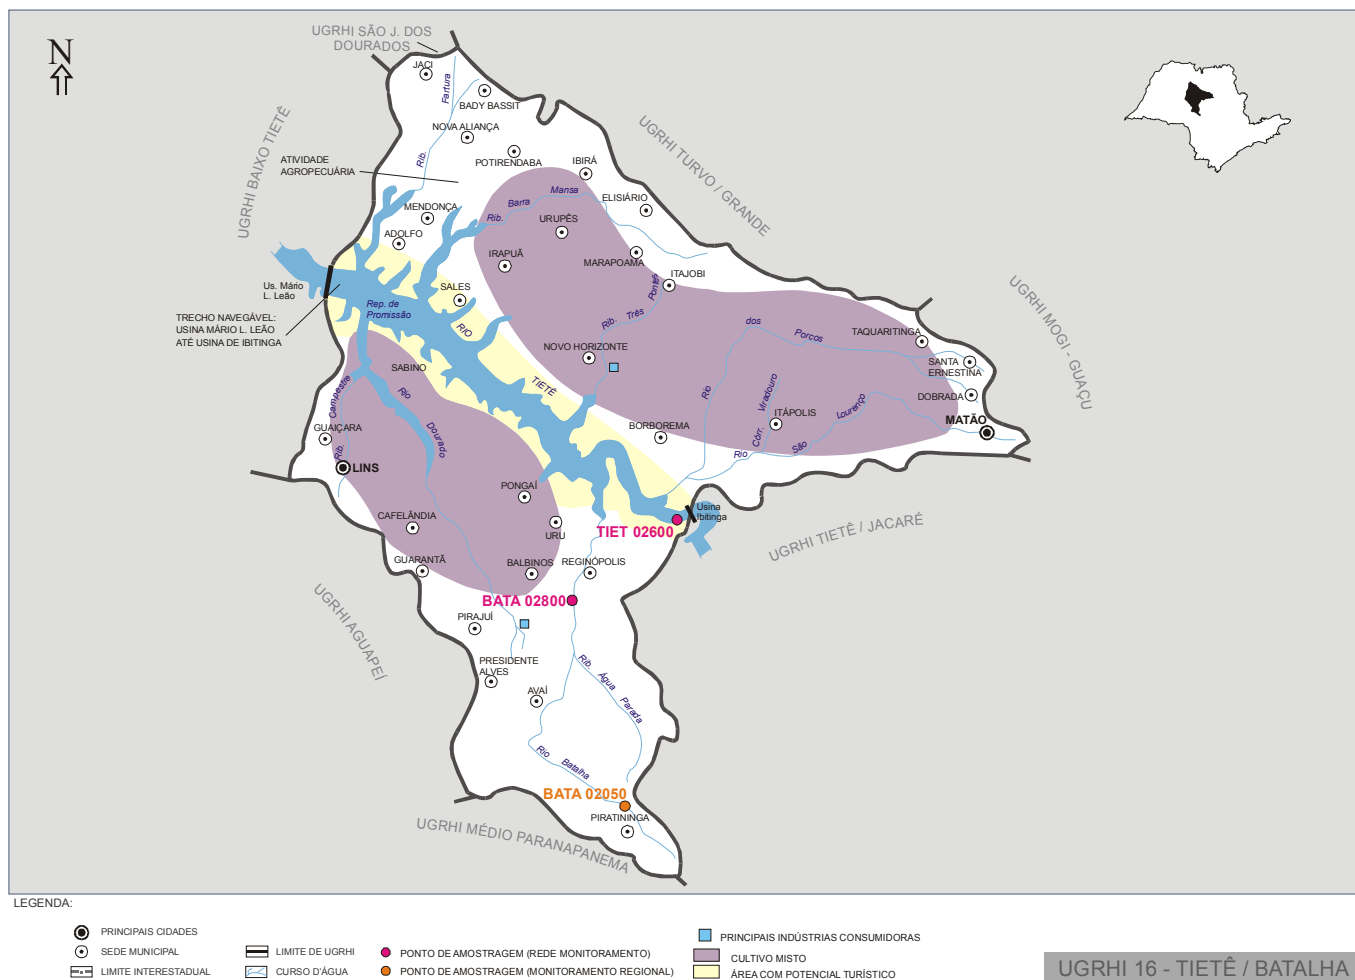 UGRHI SÃO J. DOS
DOURADOS
N
JACI
Fartura
Rib.
BADY BASSIT
NOVA ALIANÇA
UGRHI BAIXO TIETÊ
UGRHI TURVO / GRANDE
ATIVIDADE
AGROPECUÁRIA
POTIRENDABA
IBIRÁ
Rib. Barra Mansa
ELISIÁRIO
MENDONÇA
URUPÊS
ADOLFO
IRAPUÃ
MARAPOAMA
ITAJOBI
Us. Mário
L. Leão
SALES
Rep. de
Promissão
Rib. Três Pontes
UGRHI MOGI - GUAÇU
TRECHO NAVEGÁVEL:
USINA MÁRIO L. LEÃO
ATÉ USINA DE IBITINGA
RIO TIETÊ
Rio dos Porcos
TAQUARITINGA
NOVO HORIZONTE
SANTA
ERNESTINA
SABINO
DOBRADA
Rib. Campestre
Rio Dourado
Córr. Viradouro
ITÁPOLIS
Rio São Lourenço
MATÃO
GUAIÇARA
BORBOREMA
LINS
PONGAÍ
Usina
Ibitinga
CAFELÂNDIA
URU
TIET 02600
UGRHI TIETÊ / JACARÉ
GUARANTÃ
BALBINOS
REGINÓPOLIS
UGRHI AGUAPEÍ
BATA 02800
PIRAJUÍ
PRESIDENTE
ALVES
Rib. Água Parada
AVAÍ
Rio Batalha
BATA 02050
PIRATININGA
UGRHI MÉDIO PARANAPANEMA
LEGENDA:
PRINCIPAIS CIDADES
SEDE MUNICIPAL
LIMITE INTERESTADUAL
LIMITE DE UGRHI
CURSO D'ÁGUA
PONTO DE AMOSTRAGEM (REDE MONITORAMENTO)
PONTO DE AMOSTRAGEM (MONITORAMENTO REGIONAL)
PRINCIPAIS INDÚSTRIAS CONSUMIDORAS
CULTIVO MISTO
ÁREA COM POTENCIAL TURÍSTICO
UGRHI 16 - TIETÊ / BATALHA